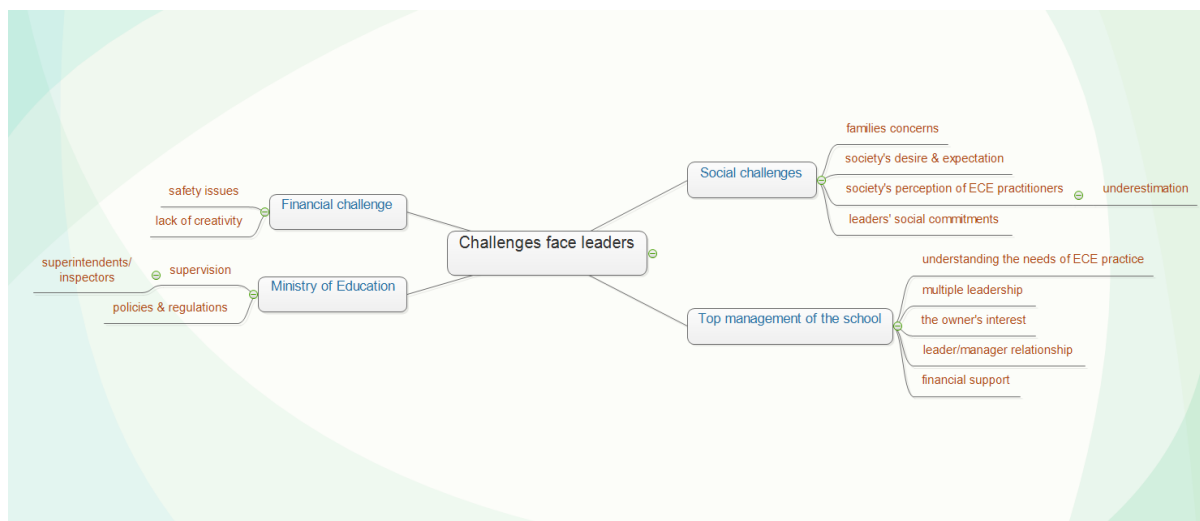 Challenges face leaders
Social challenges
families concerns
society's desire & expectation
society's perception of ECE practitioners
underestimation
leaders' social commitments
Top management of the school
understanding the needs of ECE practice
multiple leadership
the owner's interest
leader/manager relationship
financial support
Financial challenge
safety issues
lack of creativity
Ministry of Education
supervision
superintendents/
inspectors
policies & regulations